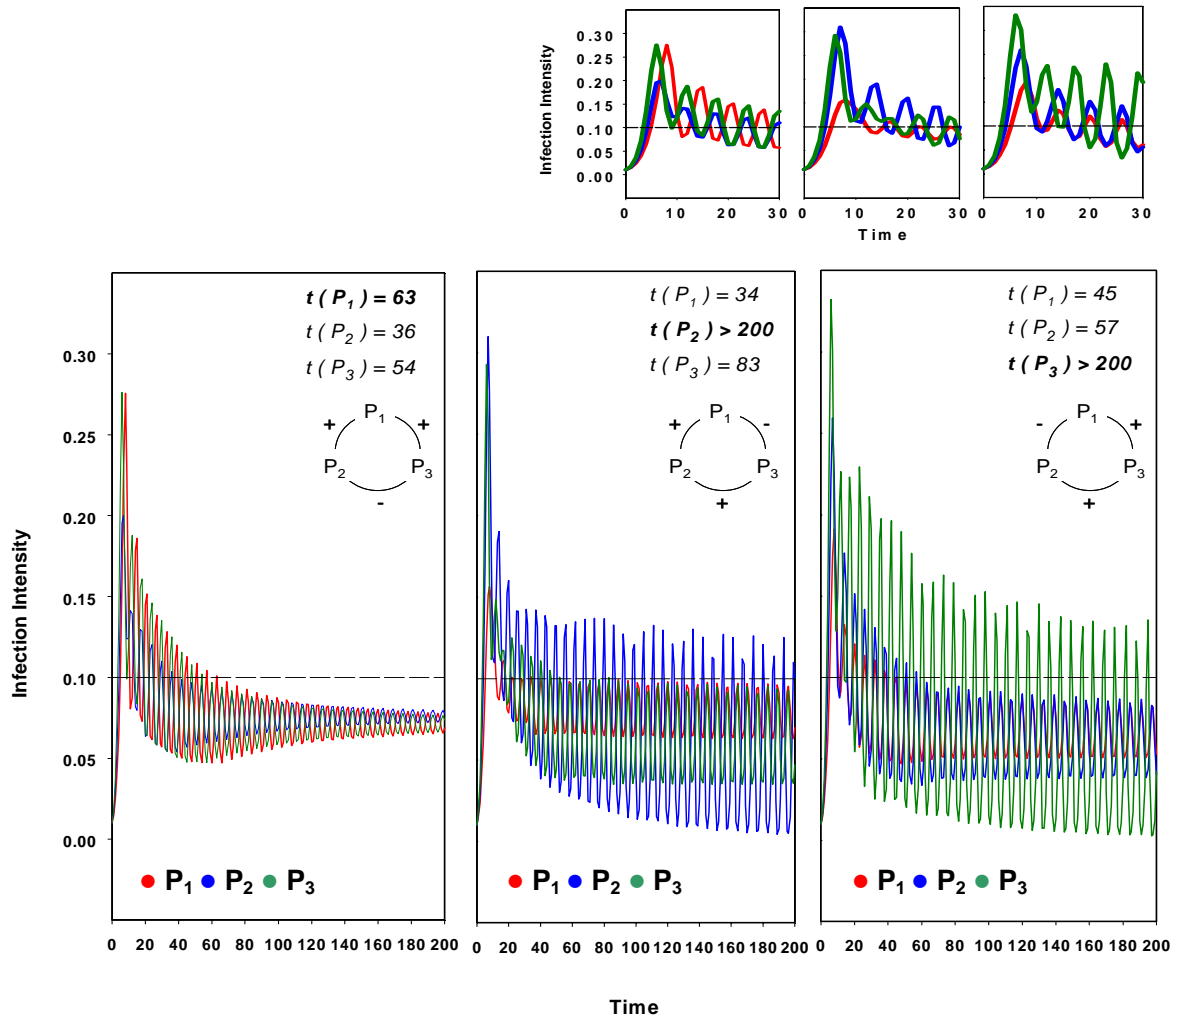 Infection Intensity
0.30
0.25
0.20
0.15
0.10
0.05
0.00
0 10 20 30
0 10 20 30
0 10 20 30
Time
t ( P1 ) = 63
t ( P2 ) = 36
t ( P3 ) = 54
P1
+ +
P2 P3
-
t ( P1 ) = 34
t ( P2 ) > 200
t ( P3 ) = 83
P1
+ -
P2 P3
+
t ( P1 ) = 45
t ( P2 ) = 57
t ( P3 ) > 200
P1
- +
P2 P3
+
Infection Intensity
0.30
0.25
0.20
0.15
0.10
0.05
0.00
P1 P2 P3
P1 P2 P3
P1 P2 P3
0 20 40 60 80 100 120 140 160 180 200
0 20 40 60 80 100 120 140 160 180 200
0 20 40 60 80 100 120 140 160 180 200
Time